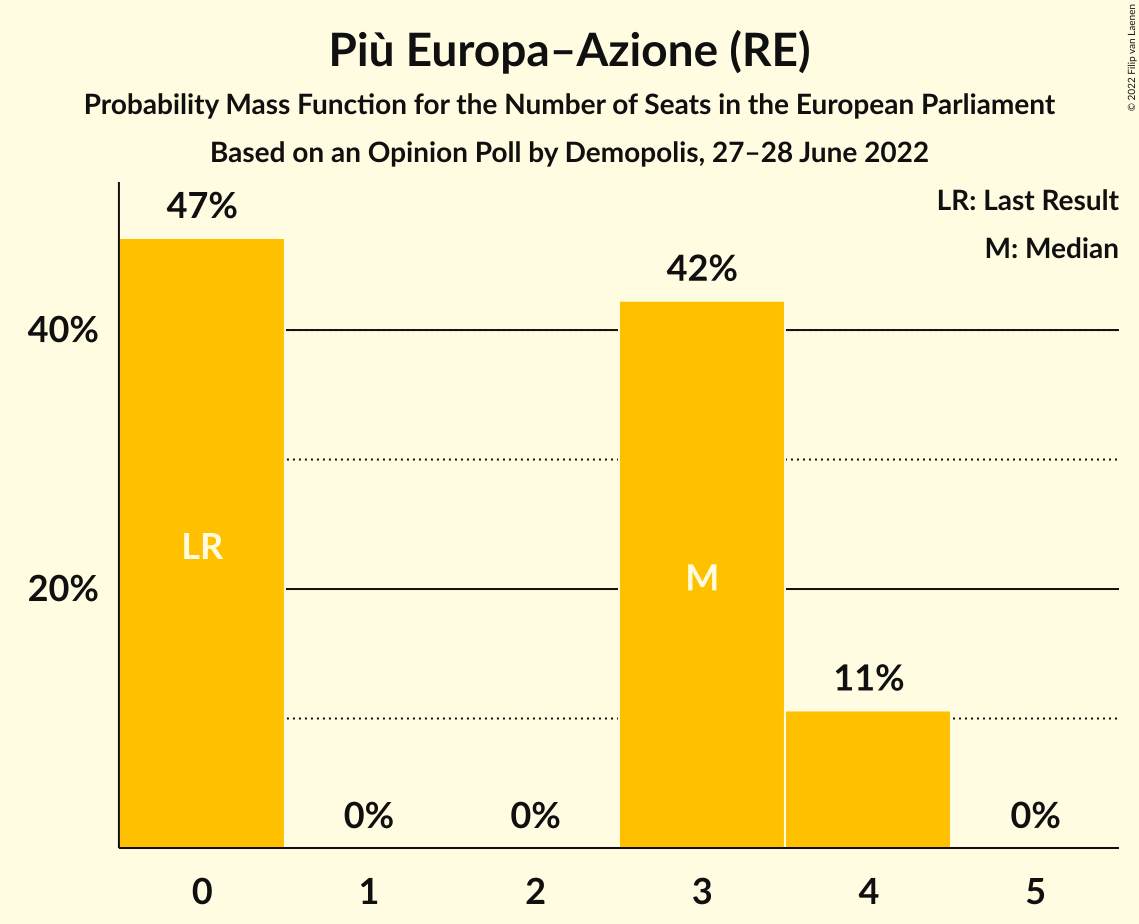 Più Europa–Azione (RE)
Probability Mass Function for the Number of Seats in the European Parliament
Based on an Opinion Poll by Demopolis, 27–28 June 2022
© 2022 Filip van Laenen
LR: Last Result
M: Median
47%
42%
40%
LR
M
20%
11%
0%
0%
0%
0
1
2
3
4
5